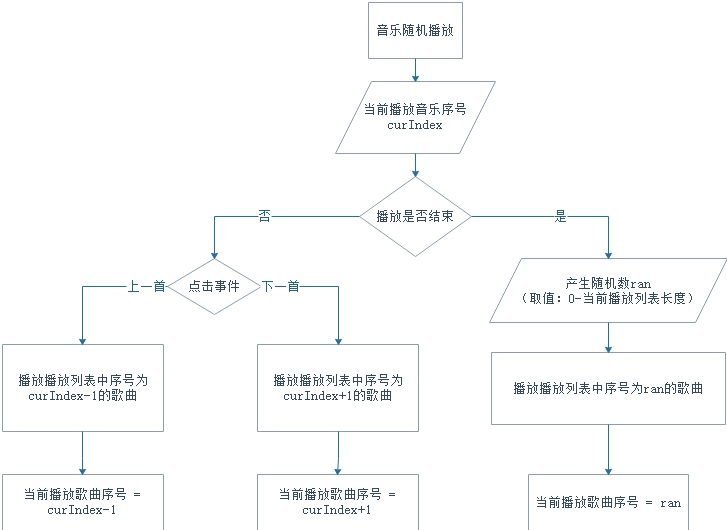 音乐随机播放
当前播放音乐序号
curIndex
播放是否结束
否
是
点击事件
上一首
下一首
产生随机数ran
（取值：0-当前播放列表长度）
播放播放列表中序号为
curIndex-1的歌曲
播放播放列表中序号为
curIndex+1的歌曲
播放播放列表中序号为ran的歌曲
当前播放歌曲序号 =
curIndex-1
当前播放歌曲序号 =
curIndex+1
当前播放歌曲序号 = ran